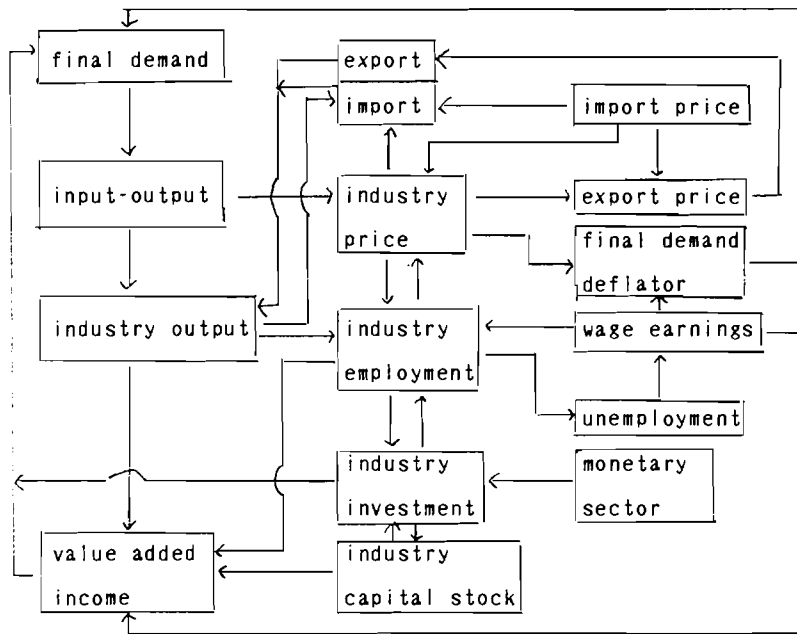 final demand
export
import
import price
input-output
industry
price
export price
final demand
deflator
industry output
industry
employment
wage earnings
unemployment
industry
investment
monetary
sector
value added
income
industry
capital stock